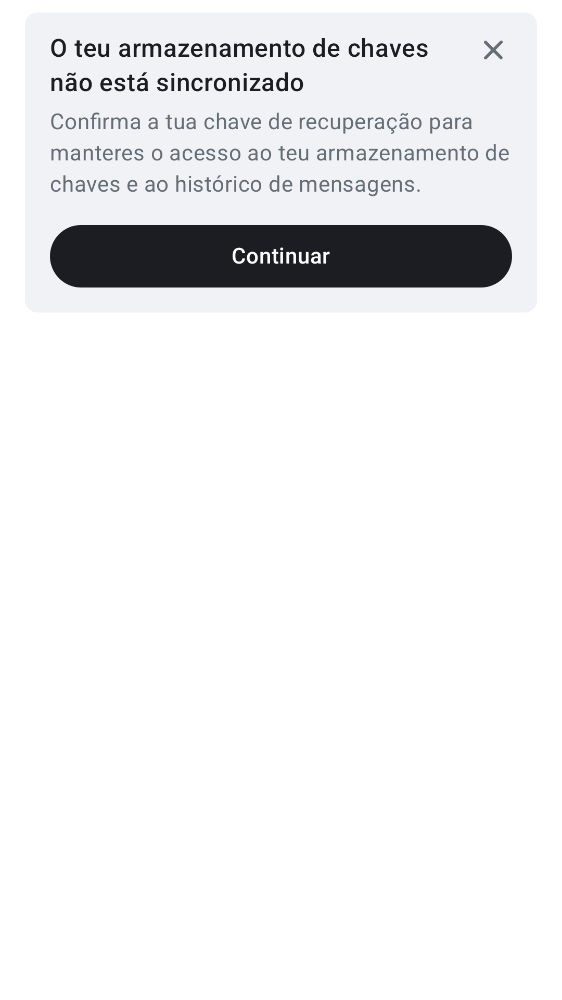 O teu armazenamento de chaves
não está sincronizado
Confirma a tua chave de recuperação para
manteres o acesso ao teu armazenamento de
chaves e ao histórico de mensagens.
Continuar